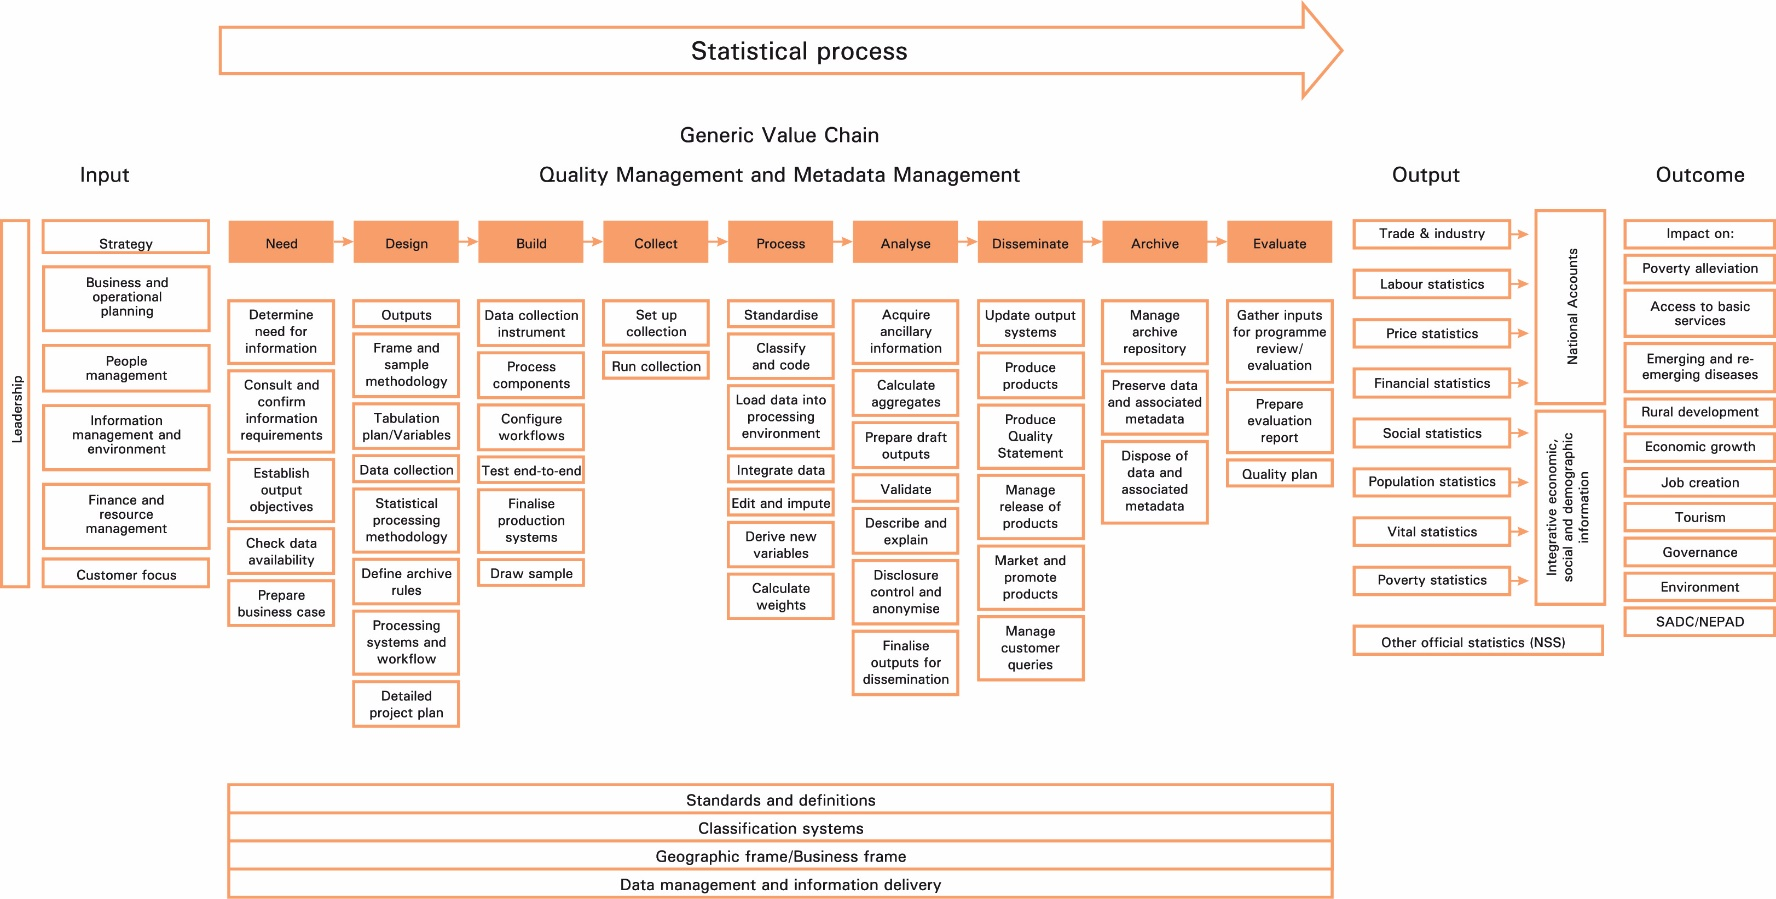 Statistical process
Generic Value Chain
Input
Quality Management and Metadata Management
Output
Outcome
Leadership
Strategy
Business and
operational
planning
People
management
Information
management and
environment
Finance and
resource
management
Customer focus
Need
Design
Build
Collect
Process
Analyse
Disseminate
Archive
Evaluate
Determine
need for
information
Consult and
confirm
information
requirements
Establish
output
objectives
Check data
availability
Prepare
business case
Outputs
Frame and
sample
methodology
Tabulation
plan/Variables
Data collection
Statistical
processing
methodology
Define archive
rules
Processing
systems and
workflow
Detailed
project plan
Data collection
instrument
Process
components
Configure
workflows
Test end-to-end
Finalise
production
systems
Draw sample
Set up
collection
Run collection
Standardise
Classify
and code
Load data into
processing
environment
Integrate data
Edit and impute
Derive new
variables
Calculate
weights
Acquire
ancillary
information
Calculate
aggregates
Prepare draft
outputs
Validate
Describe and
explain
Disclosure
control and
anonymise
Finalise
outputs for
dissemination
Update output
systems
Produce
products
Produce
Quality
Statement
Manage
release of
products
Market and
promote
products
Manage
customer
queries
Manage
archive
repository
Preserve data
and associated
metadata
Dispose of
data and
associated
metadata
Gather inputs
for programme
review/
evaluation
Prepare
evaluation
report
Quality plan
Trade & industry
Labour statistics
Price statistics
Financial statistics
Social statistics
Population statistics
Vital statistics
Poverty statistics
Other official statistics (NSS)
National Accounts
Integrative economic,
social and demographic
information
Impact on:
Poverty alleviation
Access to basic
services
Emerging and re-
emerging diseases
Rural development
Economic growth
Job creation
Tourism
Governance
Environment
SADC/NEPAD
Standards and definitions
Classification systems
Geographic frame/Business frame
Data management and information delivery